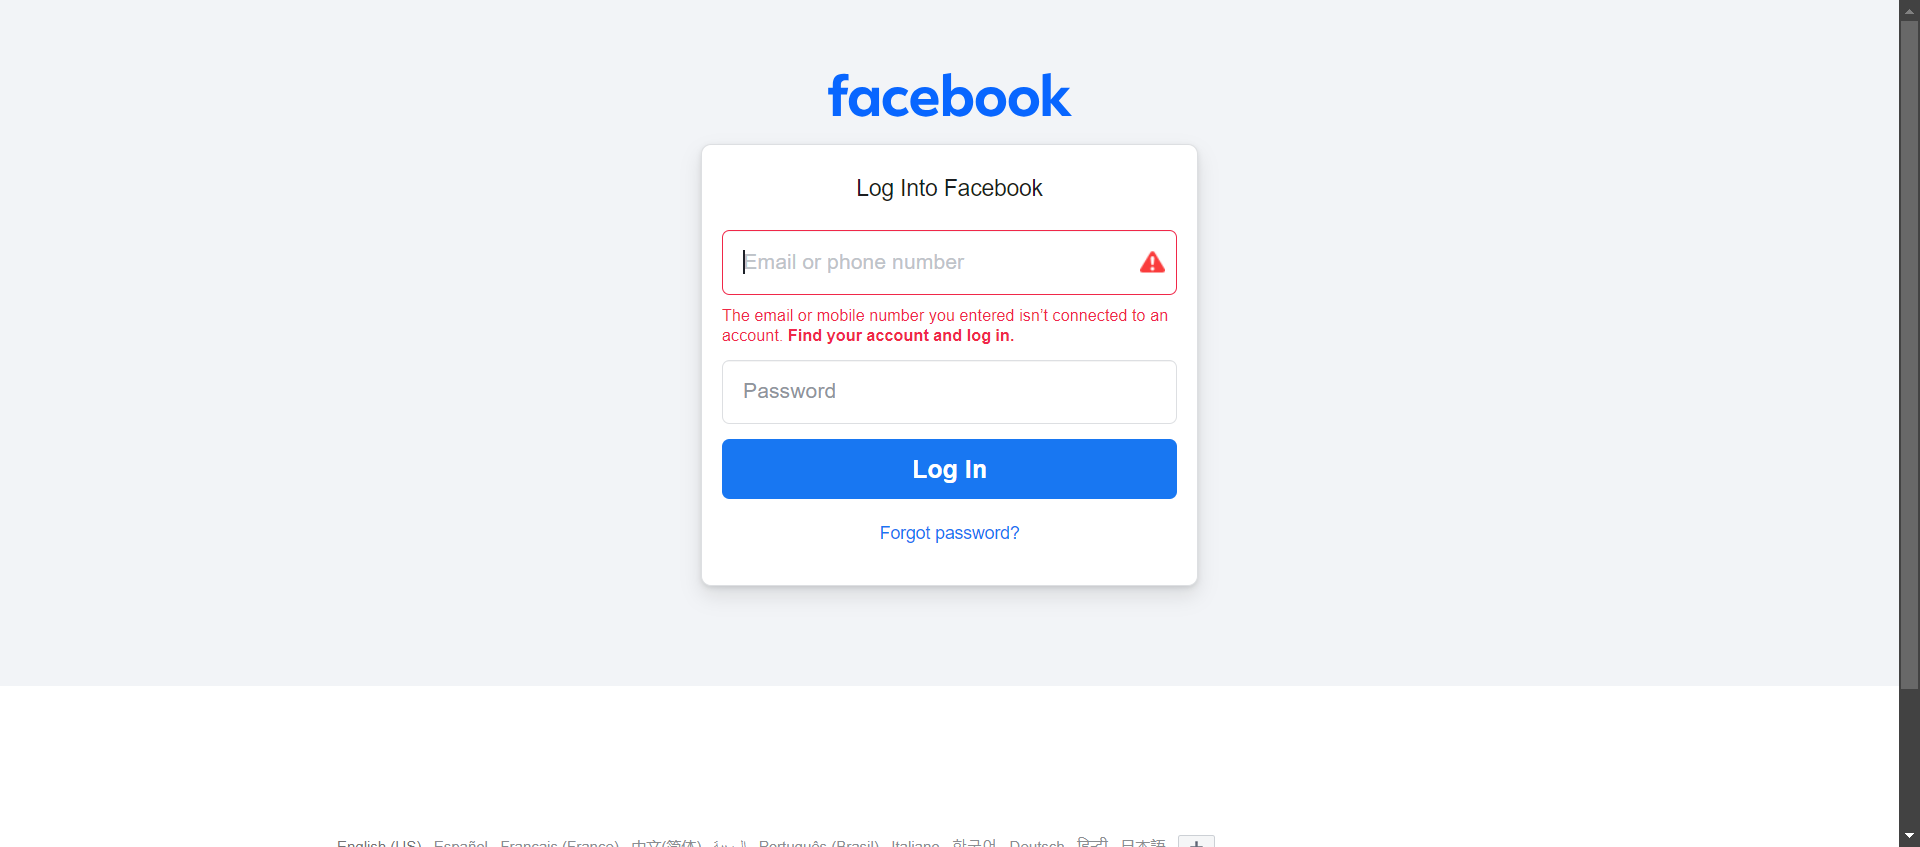 facebook
Log Into Facebook
Email or phone number
The email or mobile number you entered isn’t connected to an
account. Find your account and log in.
Password
Log In
Forgot password?
English (US) Español Français (France) 中文(简体) العربية Português (Brasil) Italiano 한국어 Deutsch हिन्दी 日本語 +